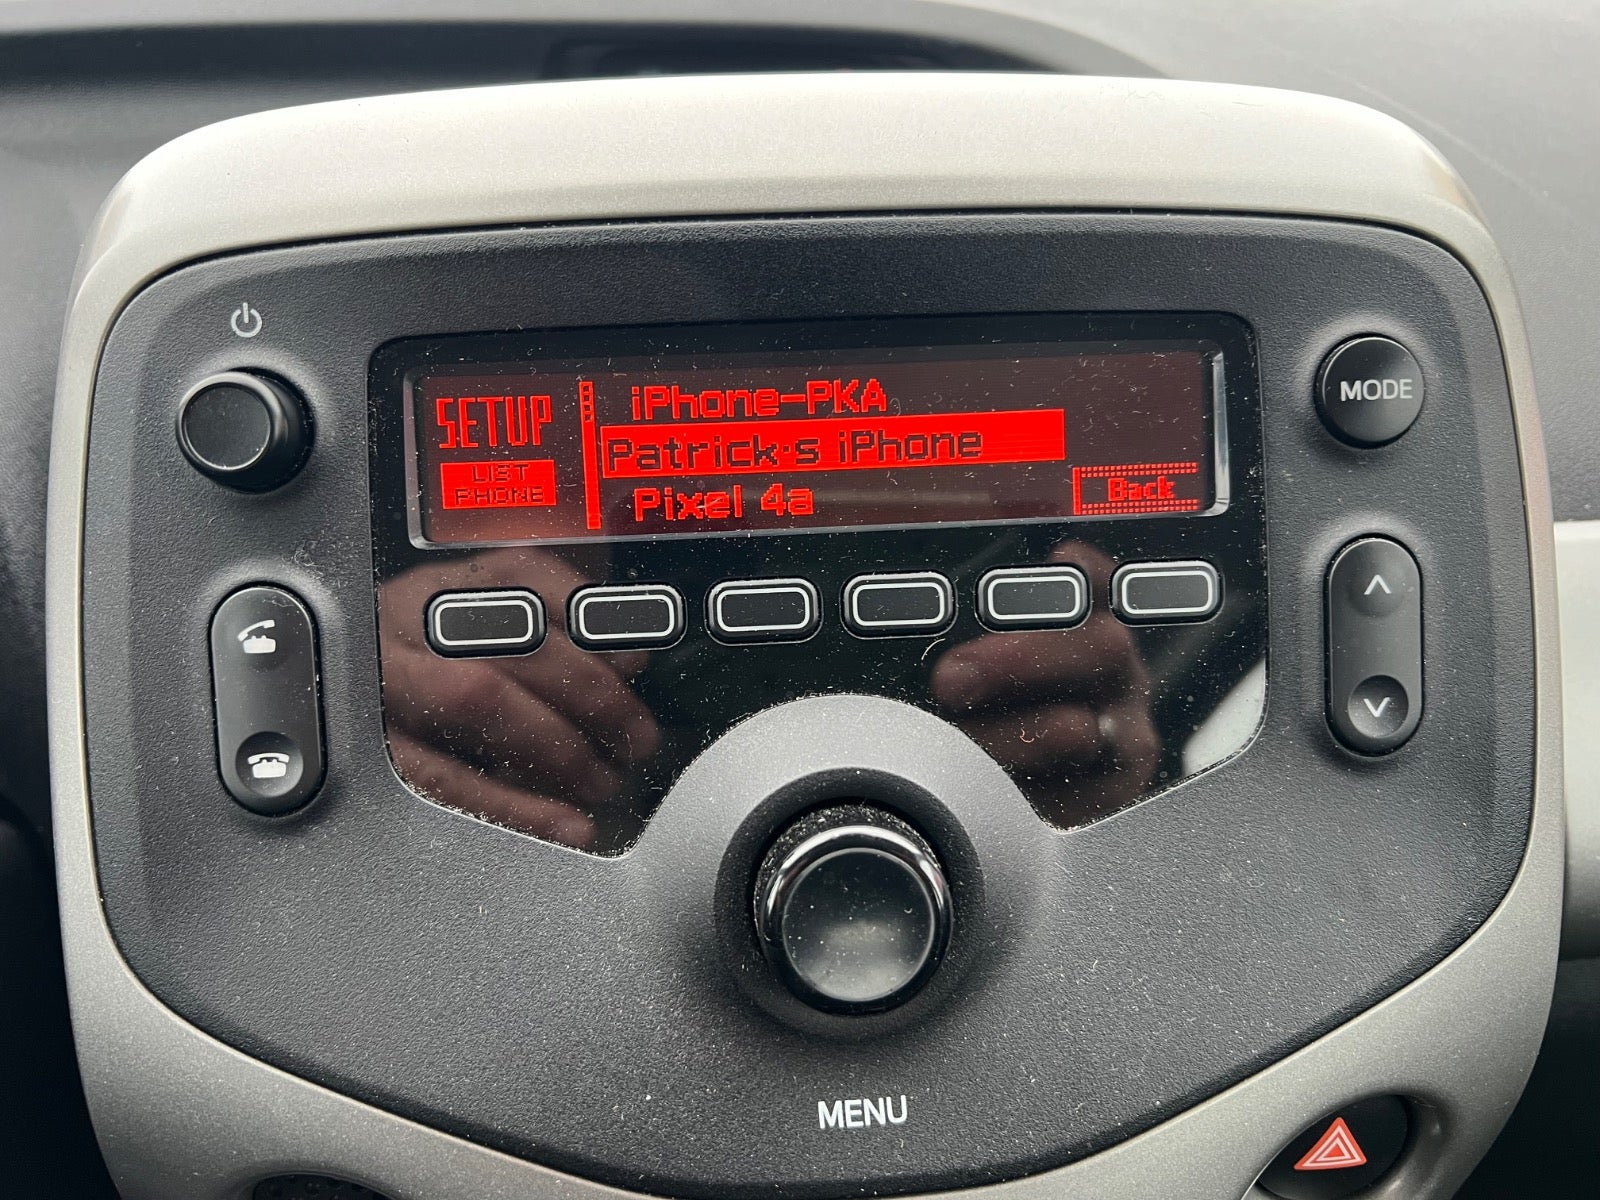 SETUP
LIST
PHONE
iPhone-PKA
Patrick's iPhone
Pixel 4a
Back
MODE
MENU